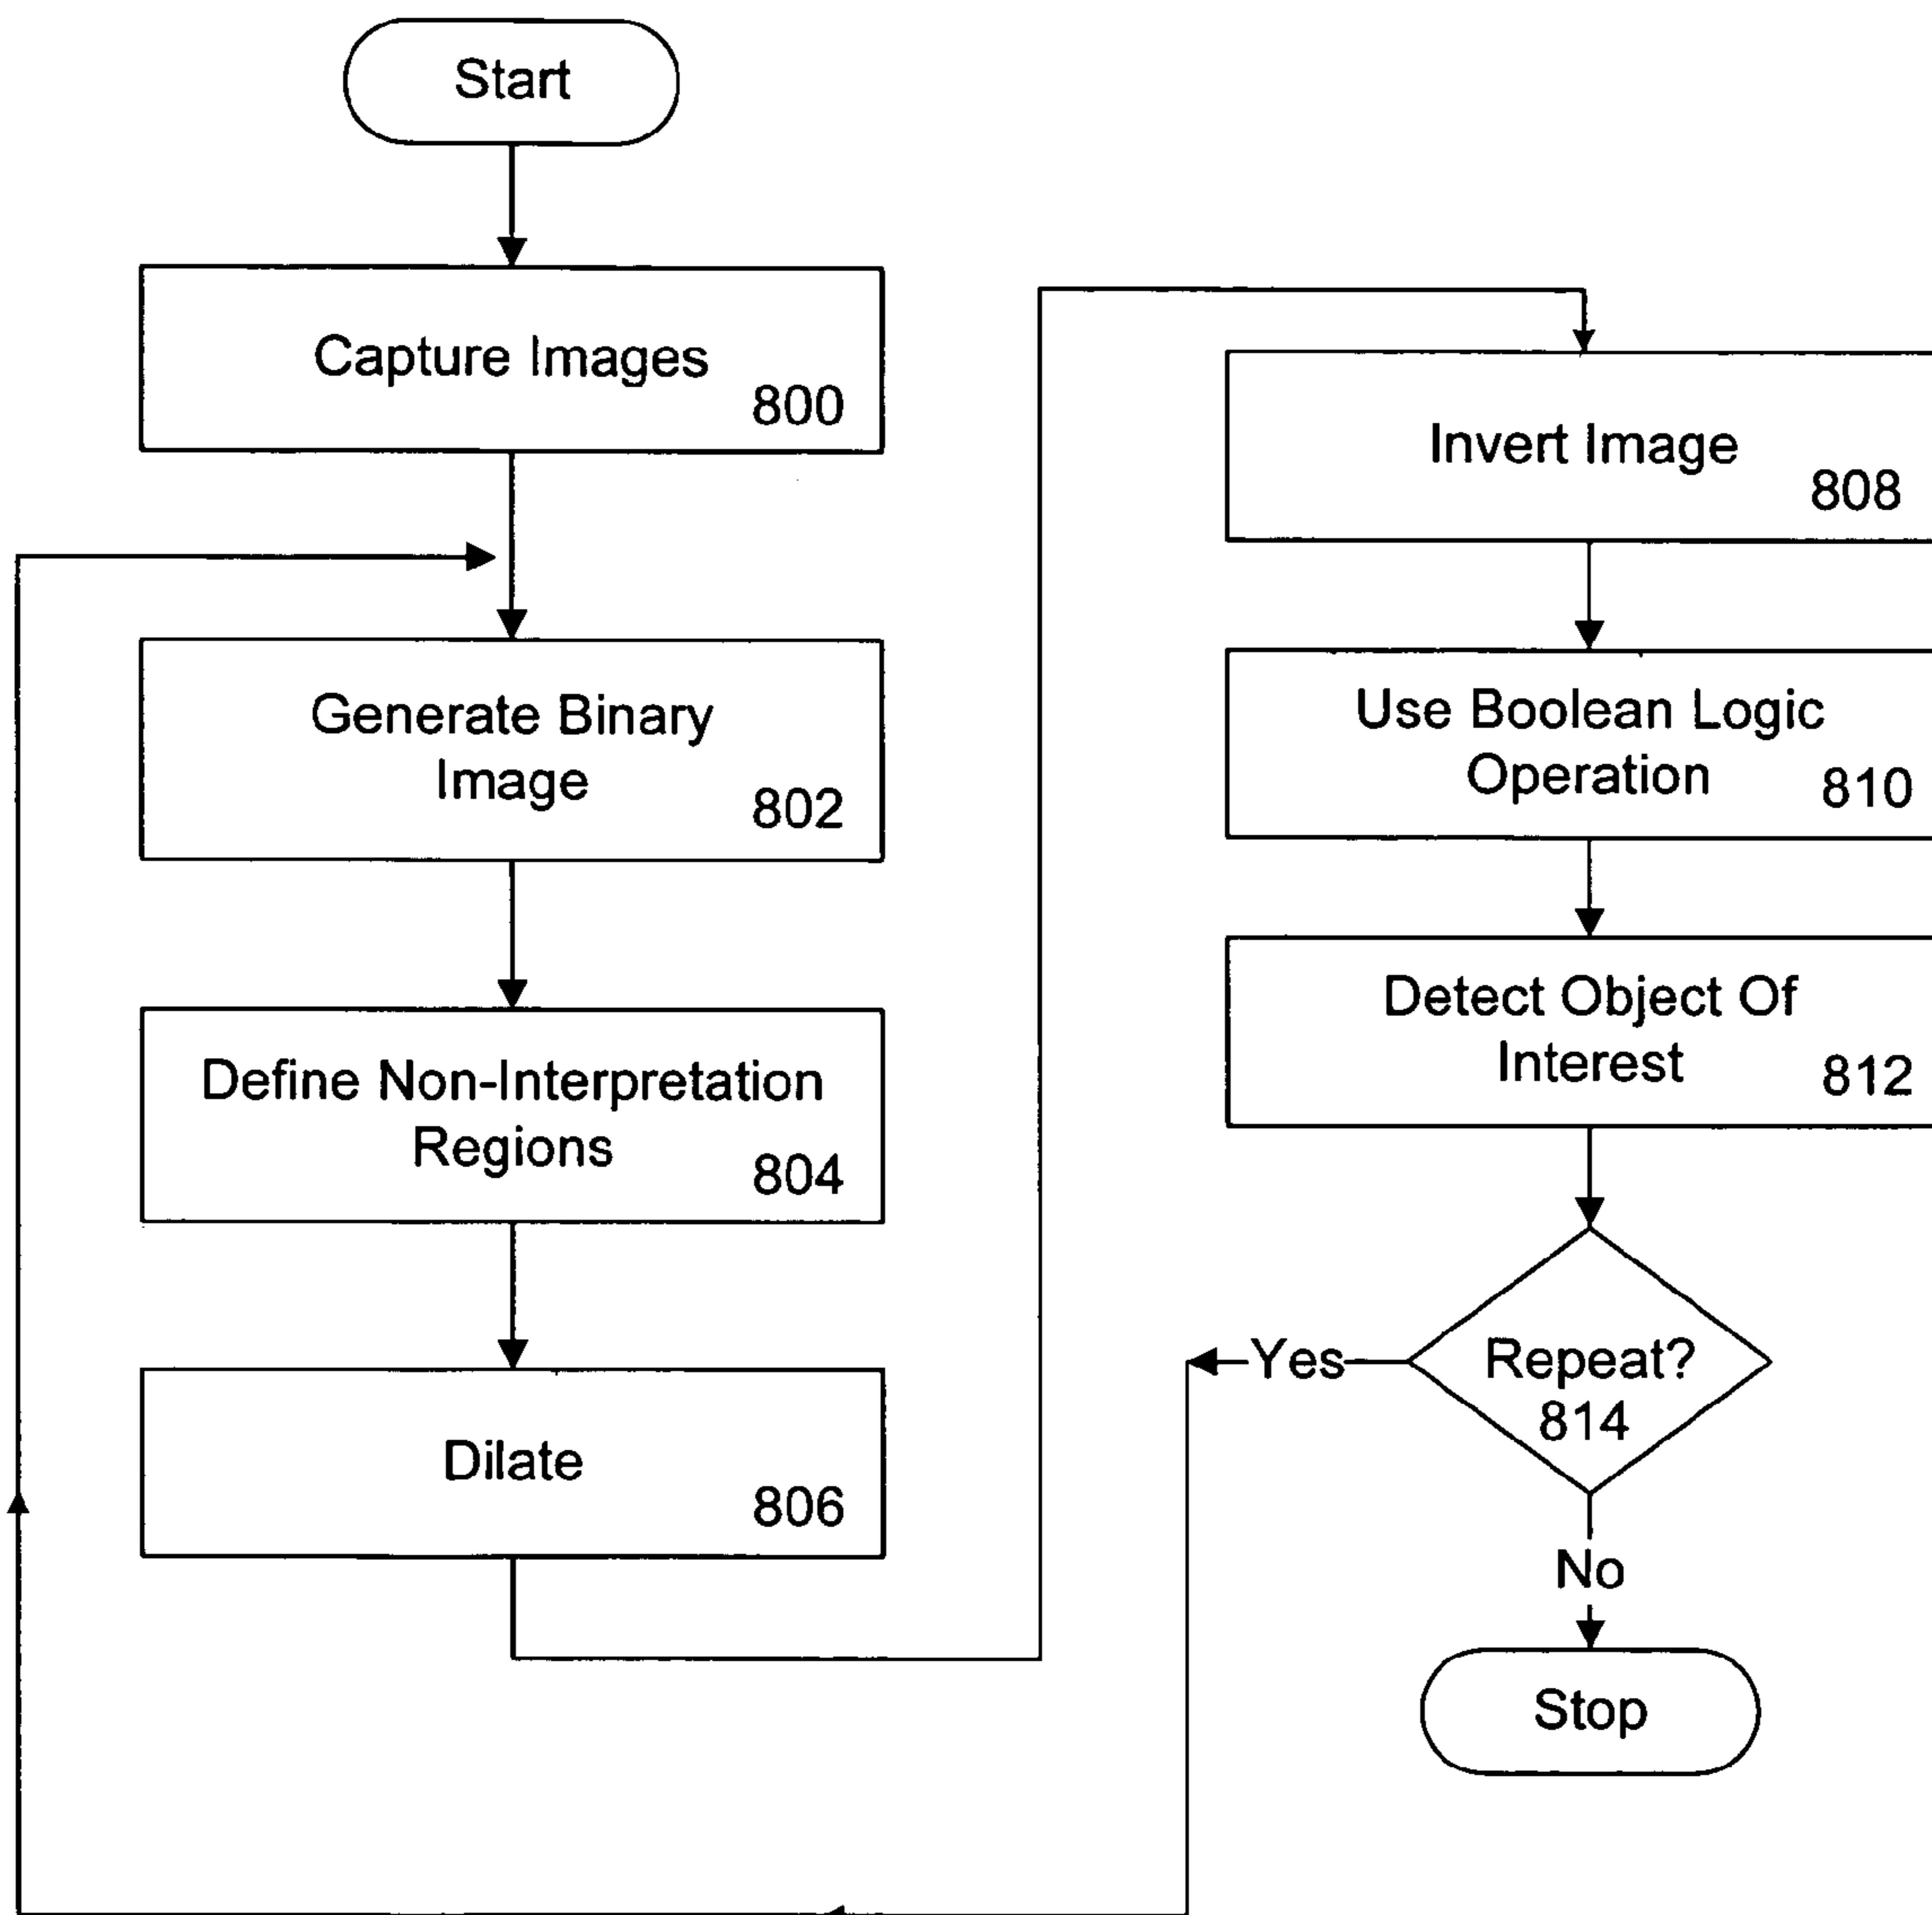 Start
Capture Images
800
Generate Binary
Image
802
Define Non-Interpretation
Regions
804
Dilate
806
Invert Image
808
Use Boolean Logic
Operation
810
Detect Object Of
Interest
812
Repeat?
814
Yes
No
Stop